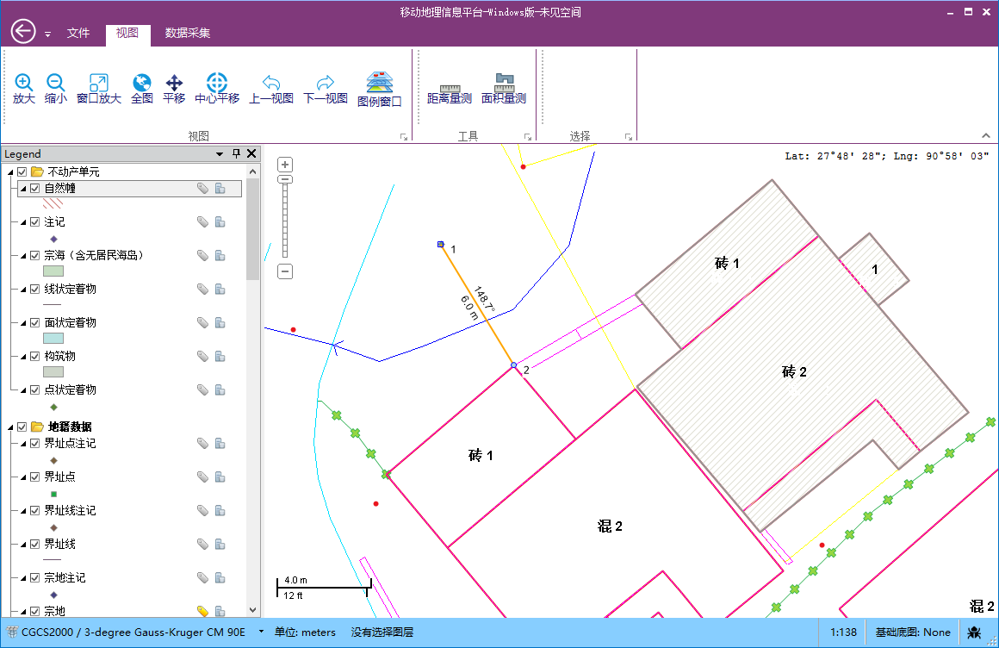 移动地理信息平台-Windows版-未见空间
文件 视图 数据采集
放大 缩小 窗口放大 全图 平移 中心平移 上一视图 下一视图 图例窗口 距离量测 面积量测
视图 工具 选择
Legend
不动产单元
自然幢
注记
宗海（含无居民海岛）
线状定着物
面状定着物
构筑物
点状定着物
地籍数据
界址点注记
界址点
界址线注记
界址线
宗地注记
宗地
Lat: 27°48' 28"; Lng: 90°58' 03"
1
148.7°
6.0 m
2
砖 1
1
砖 2
砖 1
混 2
混 2
4.0 m
12 ft
CGCS2000 / 3-degree Gauss-Kruger CM 90E 单位: meters 没有选择图层 1:138 基础底图: None